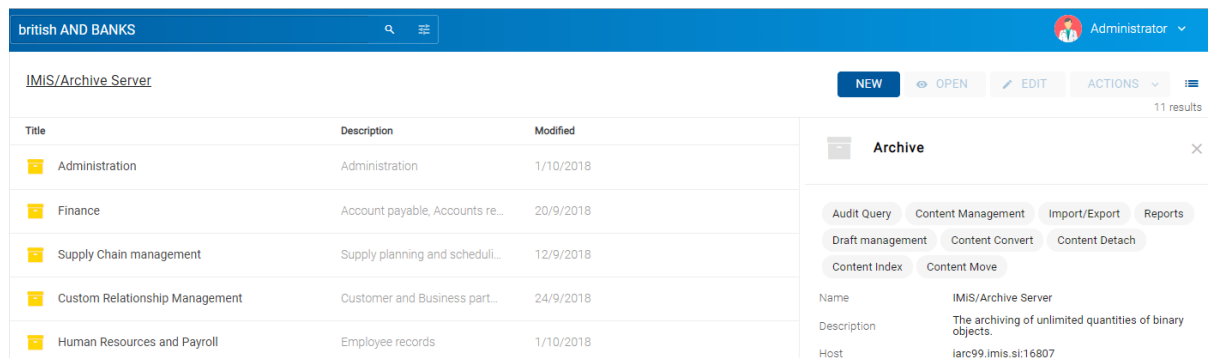 british AND BANKS
Administrator
IMiS/Archive Server
NEW OPEN EDIT ACTIONS
11 results
Title Description Modified
Administration Administration 1/10/2018
Finance Account payable, Accounts re... 20/9/2018
Supply Chain management Supply planning and scheduli... 12/9/2018
Custom Relationship Management Customer and Business part... 24/9/2018
Human Resources and Payroll Employee records 1/10/2018
Archive
Audit Query Content Management Import/Export Reports
Draft management Content Convert Content Detach
Content Index Content Move
Name IMiS/Archive Server
Description The archiving of unlimited quantities of binary
objects.
Host iarc99.imis.si:16807